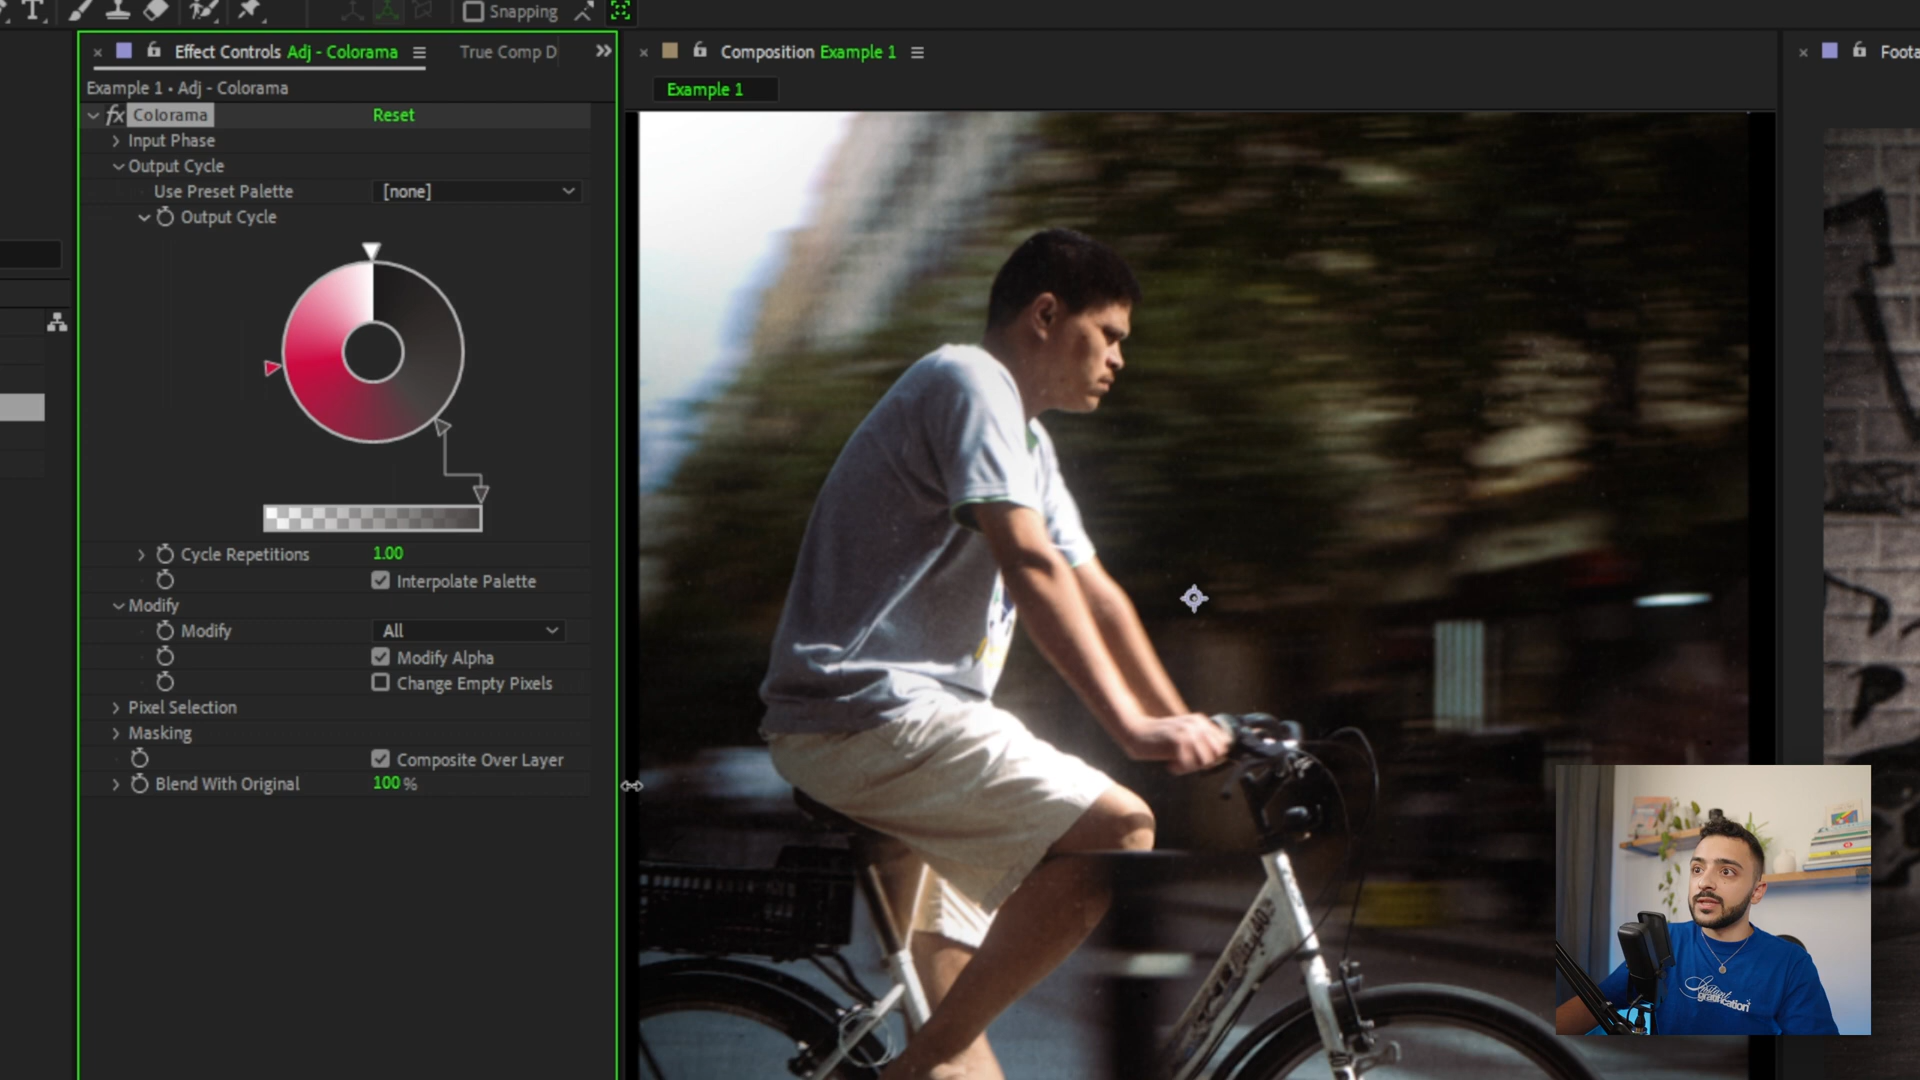 Snapping
Effect Controls Adj - Colorama
True Comp D
Composition Example 1
Foota
Example 1 • Adj - Colorama
Example 1
fx Colorama
Reset
Input Phase
Output Cycle
Use Preset Palette
[none]
Output Cycle
Cycle Repetitions
1.00
Interpolate Palette
Modify
Modify
All
Modify Alpha
Change Empty Pixels
Pixel Selection
Masking
Composite Over Layer
Blend With Original
100 %
gratification